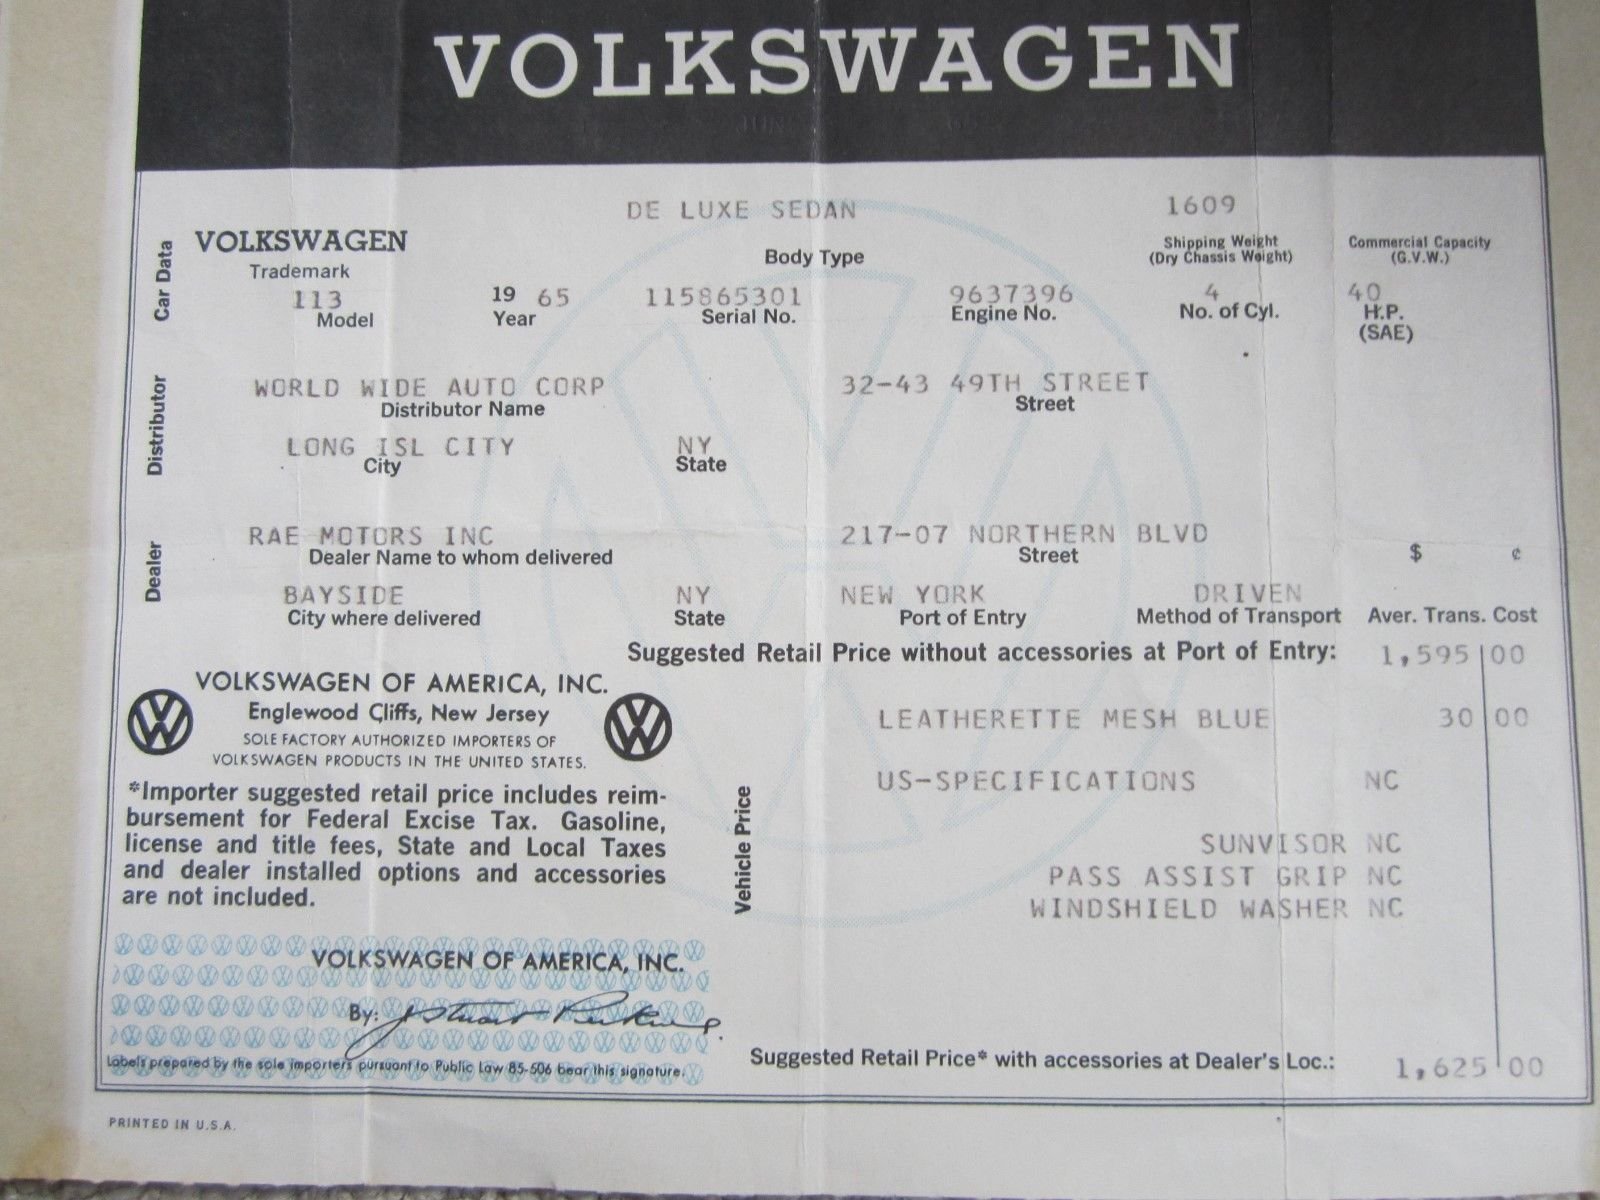 VOLKSWAGEN
DE LUXE SEDAN 1609
VOLKSWAGEN
Trademark
Body Type
Shipping Weight
(Dry Chassis Weight)
Commercial Capacity
(G.V.W.)
Car Data
113 19 65 115865301 9637396 4 40
Model Year Serial No. Engine No. No. of Cyl. H.P.
(SAE)
Distributor
WORLD WIDE AUTO CORP 32-43 49TH STREET
Distributor Name Street
LONG ISL CITY NY
City State
Dealer
RAE MOTORS INC 217-07 NORTHERN BLVD
Dealer Name to whom delivered Street $ ¢
BAYSIDE NY NEW YORK DRIVEN
City where delivered State Port of Entry Method of Transport Aver. Trans. Cost
Suggested Retail Price without accessories at Port of Entry: 1,595 00
VOLKSWAGEN OF AMERICA, INC.
Englewood Cliffs, New Jersey
SOLE FACTORY AUTHORIZED IMPORTERS OF
VOLKSWAGEN PRODUCTS IN THE UNITED STATES.
*Importer suggested retail price includes reim-
bursement for Federal Excise Tax. Gasoline,
license and title fees, State and Local Taxes
and dealer installed options and accessories
are not included.
Vehicle Price
LEATHERETTE MESH BLUE 30 00
US-SPECIFICATIONS NC
SUNVISOR NC
PASS ASSIST GRIP NC
WINDSHIELD WASHER NC
VOLKSWAGEN OF AMERICA, INC.
By: J Stuart Perkins
Labels prepared by the sole importers pursuant to Public Law 85-506 bear this signature.
Suggested Retail Price* with accessories at Dealer's Loc.: 1,625 00
PRINTED IN U.S.A.